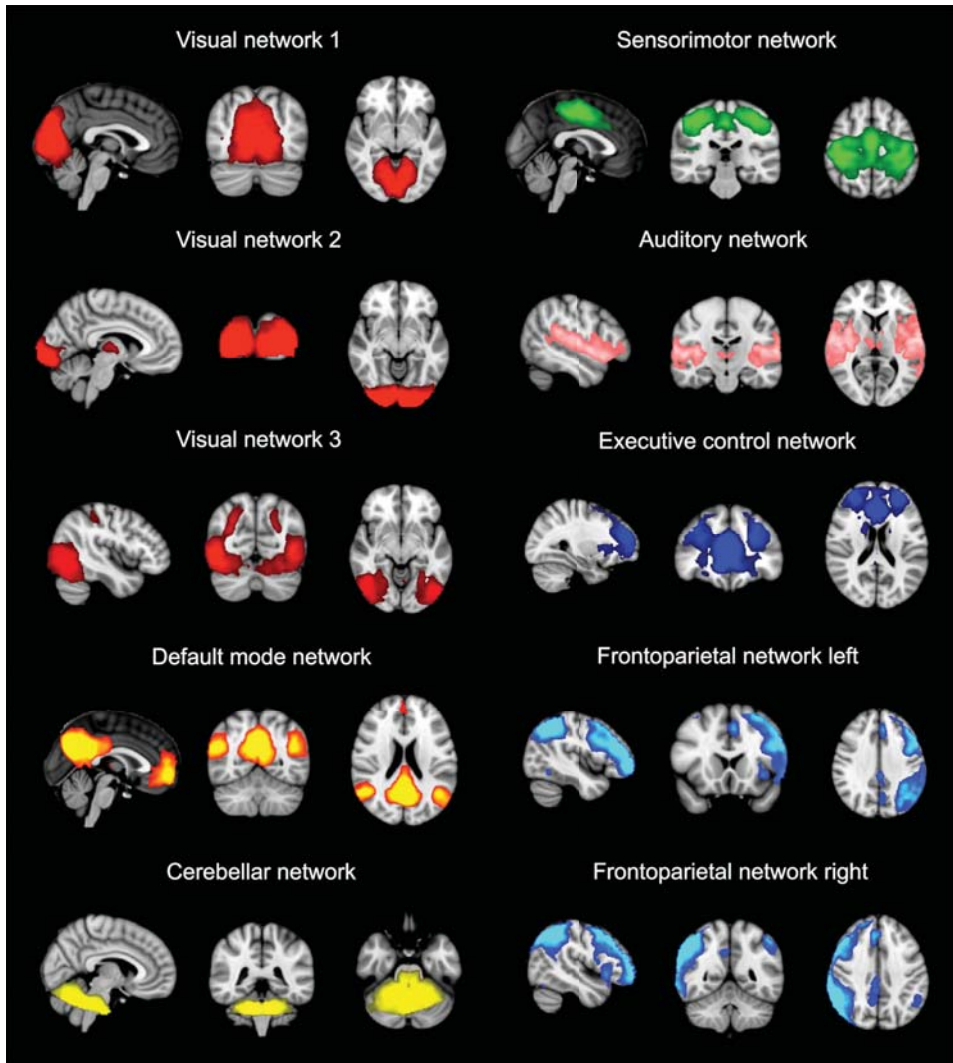 Visual network 1
Sensorimotor network
Visual network 2
Auditory network
Visual network 3
Executive control network
Default mode network
Frontoparietal network left
Cerebellar network
Frontoparietal network right